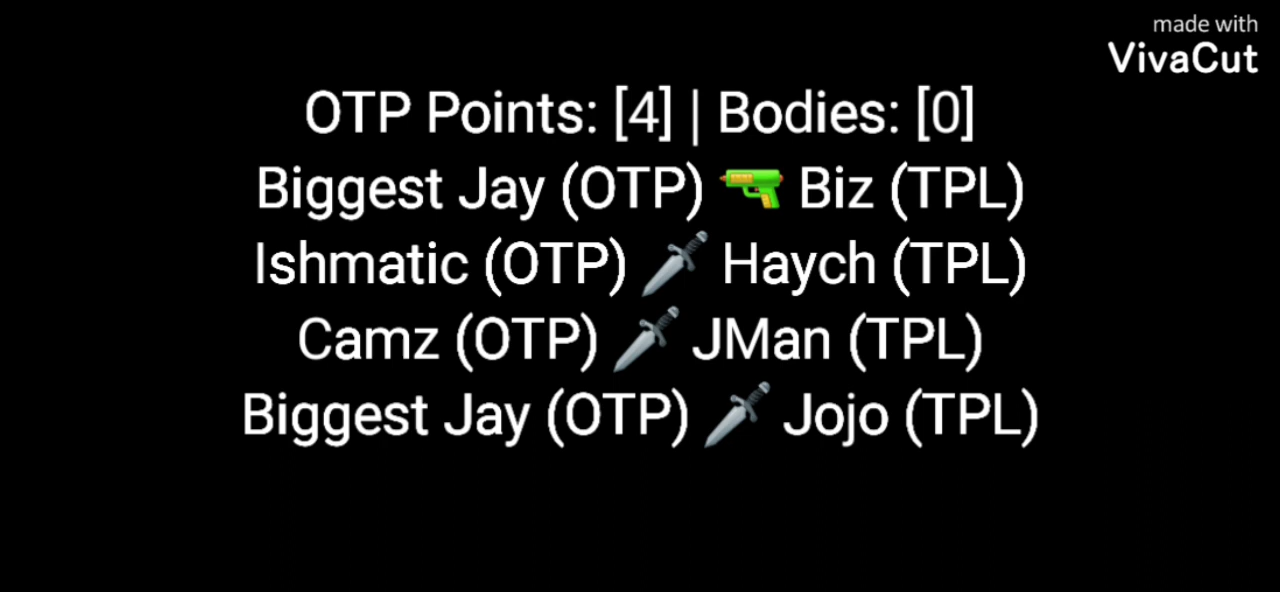 made with
VivaCut
OTP Points: [4] | Bodies: [0]
Biggest Jay (OTP) 🔫 Biz (TPL)
Ishmatic (OTP) 🗡️ Haych (TPL)
Camz (OTP) 🗡️ JMan (TPL)
Biggest Jay (OTP) 🗡️ Jojo (TPL)